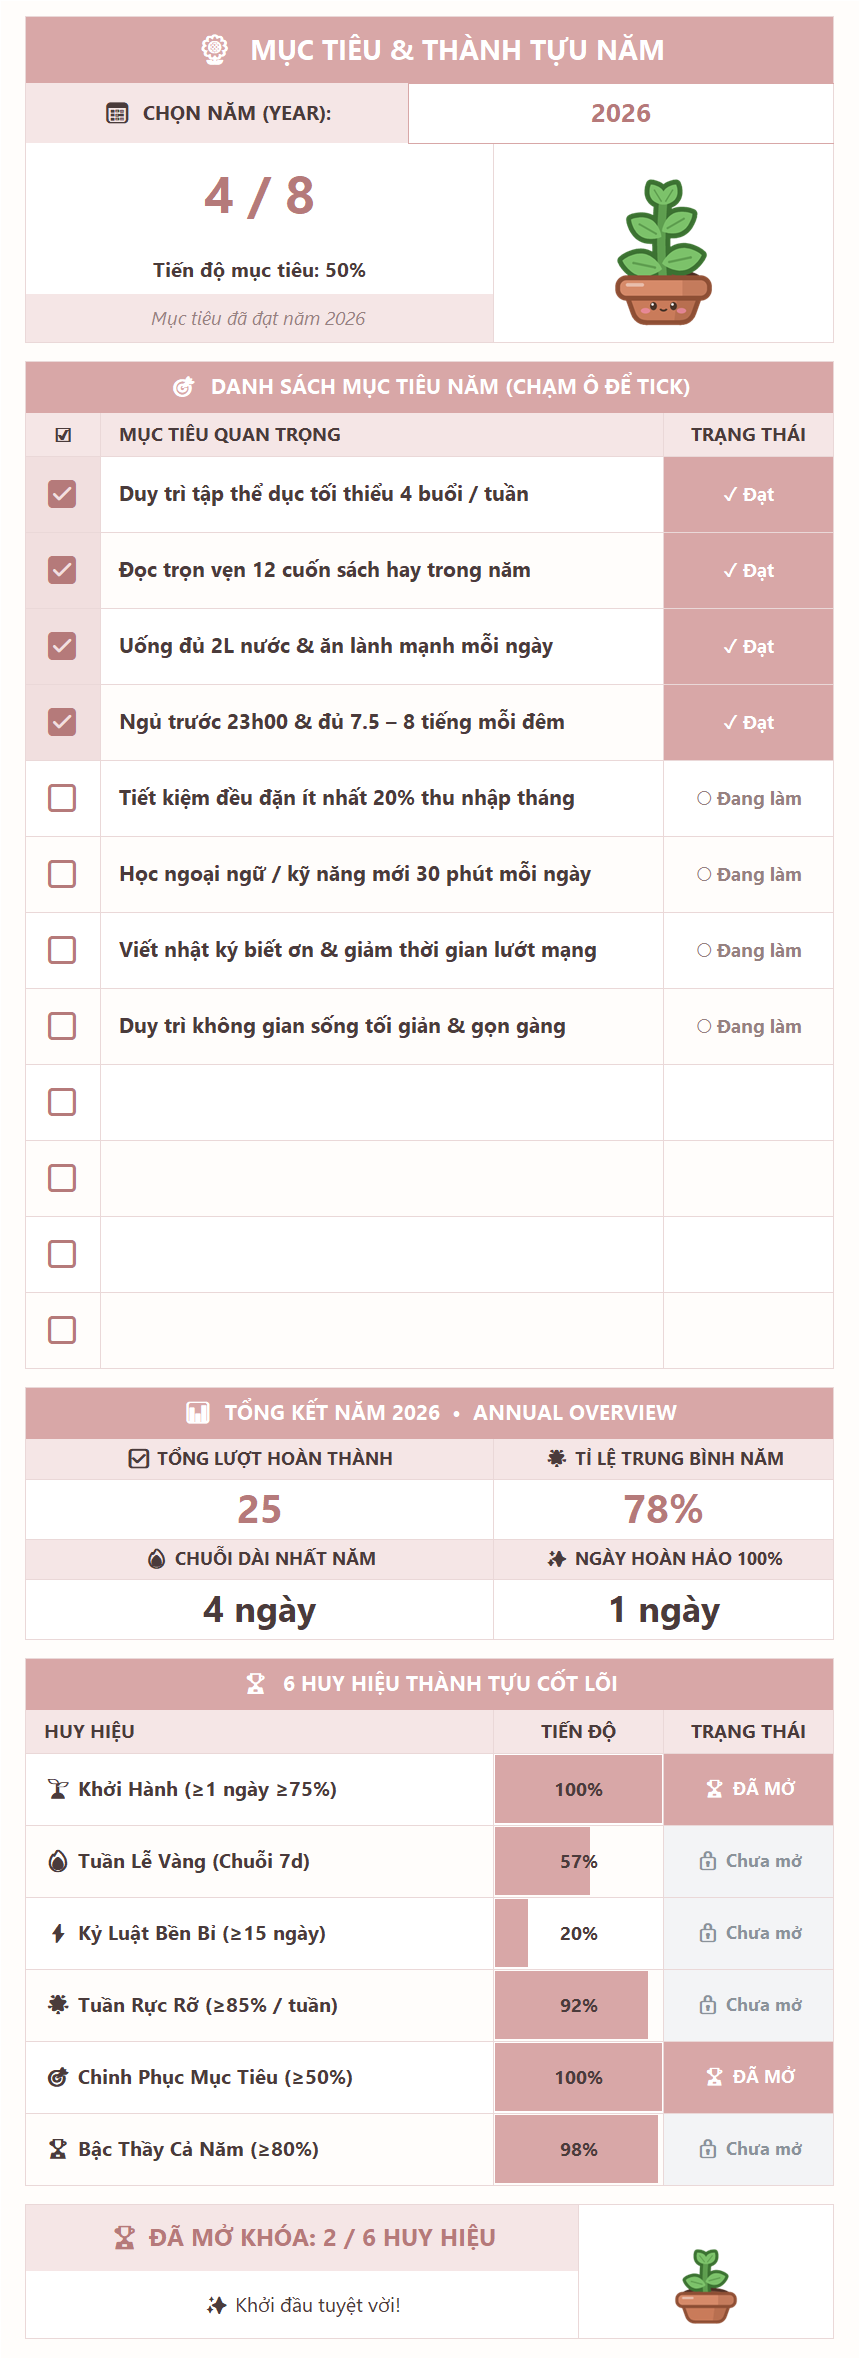 MỤC TIÊU & THÀNH TỰU NĂM
CHỌN NĂM (YEAR): 2026
4 / 8
Tiến độ mục tiêu: 50%
Mục tiêu đã đạt năm 2026
DANH SÁCH MỤC TIÊU NĂM (CHẠM Ô ĐỂ TICK)
☑ MỤC TIÊU QUAN TRỌNG TRẠNG THÁI
Duy trì tập thể dục tối thiểu 4 buổi / tuần ✓ Đạt
Đọc trọn vẹn 12 cuốn sách hay trong năm ✓ Đạt
Uống đủ 2L nước & ăn lành mạnh mỗi ngày ✓ Đạt
Ngủ trước 23h00 & đủ 7.5 – 8 tiếng mỗi đêm ✓ Đạt
Tiết kiệm đều đặn ít nhất 20% thu nhập tháng ○ Đang làm
Học ngoại ngữ / kỹ năng mới 30 phút mỗi ngày ○ Đang làm
Viết nhật ký biết ơn & giảm thời gian lướt mạng ○ Đang làm
Duy trì không gian sống tối giản & gọn gàng ○ Đang làm
TỔNG KẾT NĂM 2026 • ANNUAL OVERVIEW
TỔNG LƯỢT HOÀN THÀNH TỈ LỆ TRUNG BÌNH NĂM
25 78%
CHUỖI DÀI NHẤT NĂM NGÀY HOÀN HẢO 100%
4 ngày 1 ngày
6 HUY HIỆU THÀNH TỰU CỐT LÕI
HUY HIỆU TIẾN ĐỘ TRẠNG THÁI
Khởi Hành (≥1 ngày ≥75%) 100% ĐÃ MỞ
Tuần Lễ Vàng (Chuỗi 7d) 57% Chưa mở
Kỷ Luật Bền Bỉ (≥15 ngày) 20% Chưa mở
Tuần Rực Rỡ (≥85% / tuần) 92% Chưa mở
Chinh Phục Mục Tiêu (≥50%) 100% ĐÃ MỞ
Bậc Thầy Cả Năm (≥80%) 98% Chưa mở
ĐÃ MỞ KHÓA: 2 / 6 HUY HIỆU
Khởi đầu tuyệt vời!